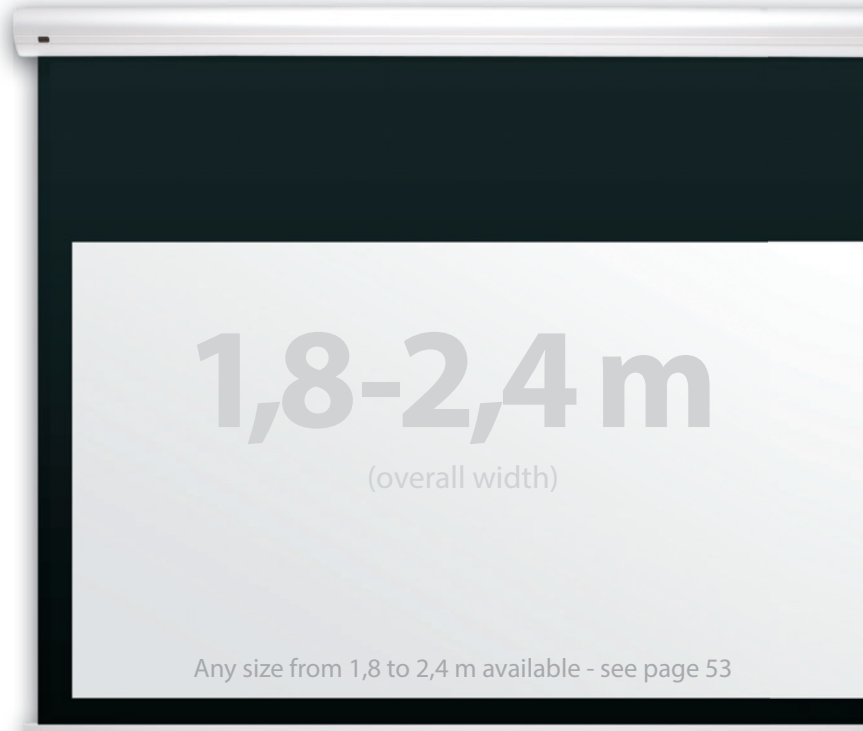 1,8-2,4 m
(overall width)
Any size from 1,8 to 2,4 m available - see page 53